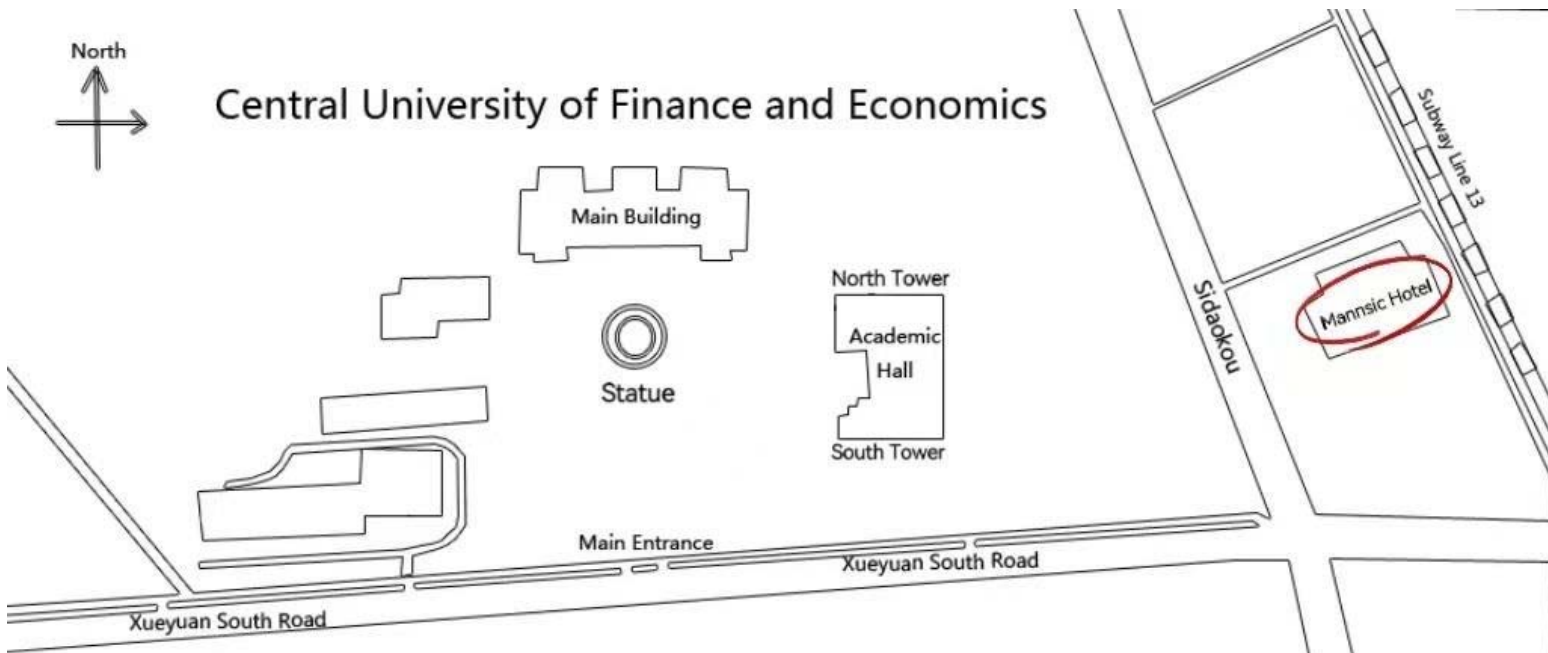 North
Central University of Finance and Economics
Subway Line 13
Main Building
North Tower
Sidaokou
Mannsic Hotel
Academic
Hall
Statue
South Tower
Main Entrance
Xueyuan South Road
Xueyuan South Road